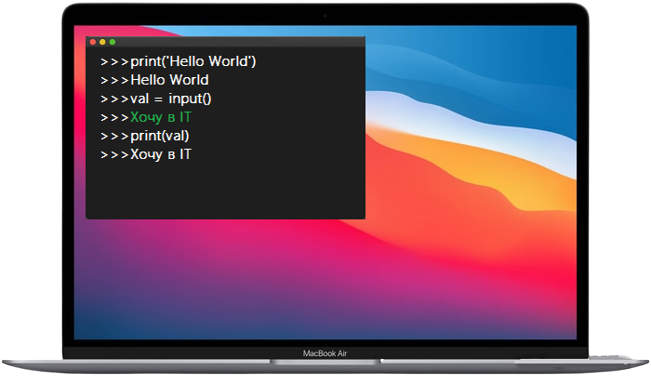 >>>print('Hello World')
>>>Hello World
>>>val = input()
>>>Хочу в IT
>>>print(val)
>>>Хочу в IT
MacBook Air